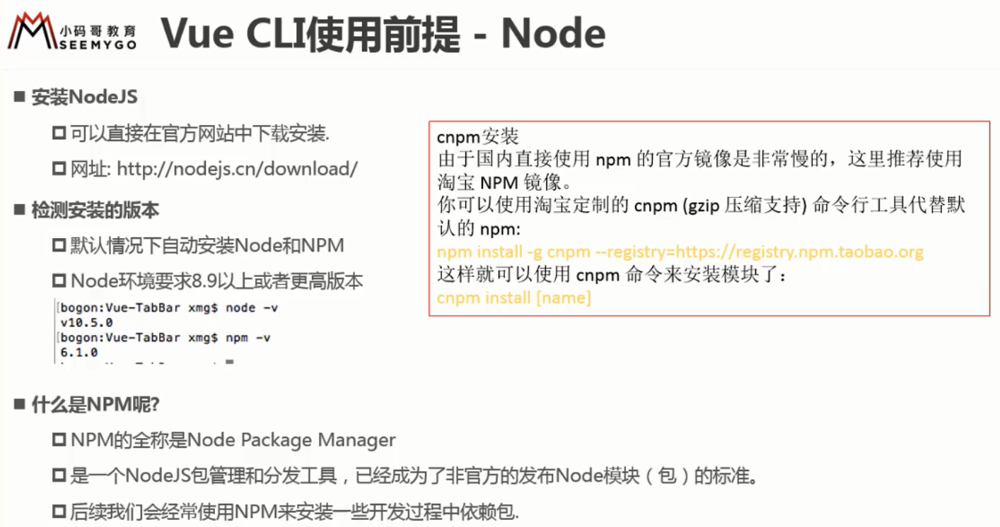 小码哥教育
SEEMYGO
Vue CLI使用前提 - Node
安装NodeJS
可以直接在官方网站中下载安装.
网址: http://nodejs.cn/download/
检测安装的版本
默认情况下自动安装Node和NPM
Node环境要求8.9以上或者更高版本
[bogon:Vue-TabBar xmg$ node -v
v10.5.0
[bogon:Vue-TabBar xmg$ npm -v
6.1.0
cnpm安装
由于国内直接使用 npm 的官方镜像是非常慢的，这里推荐使用
淘宝 NPM 镜像。
你可以使用淘宝定制的 cnpm (gzip 压缩支持) 命令行工具代替默
认的 npm:
npm install -g cnpm --registry=https://registry.npm.taobao.org
这样就可以使用 cnpm 命令来安装模块了：
cnpm install [name]
什么是NPM呢?
NPM的全称是Node Package Manager
是一个NodeJS包管理和分发工具，已经成为了非官方的发布Node模块（包）的标准。
后续我们会经常使用NPM来安装一些开发过程中依赖包.